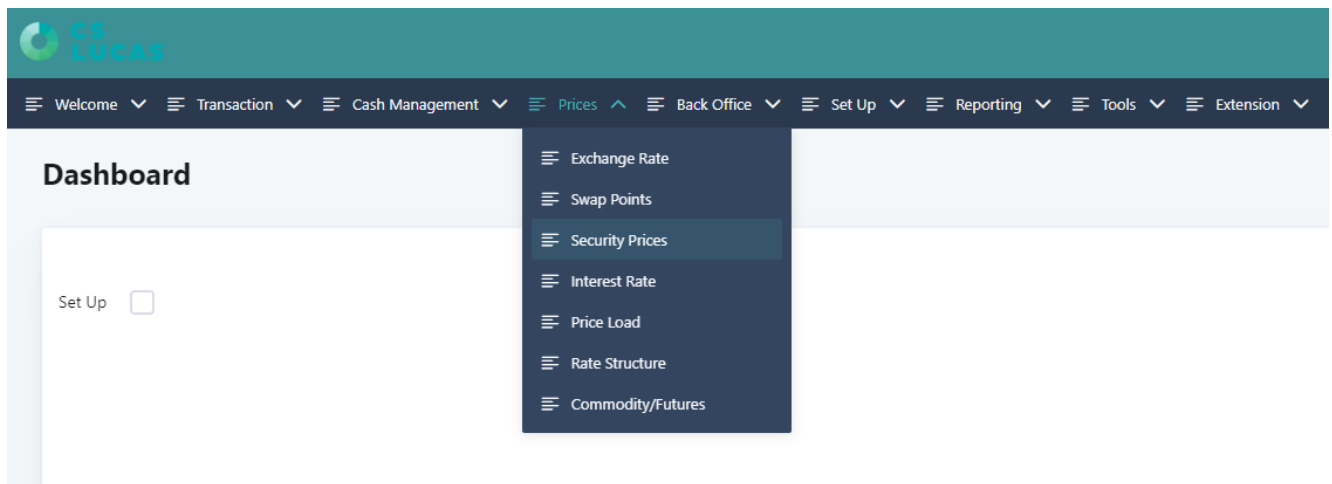 CS
LUCAS
Welcome Transaction Cash Management Prices Back Office Set Up Reporting Tools Extension
Dashboard
Exchange Rate
Swap Points
Security Prices
Set Up
Interest Rate
Price Load
Rate Structure
Commodity/Futures